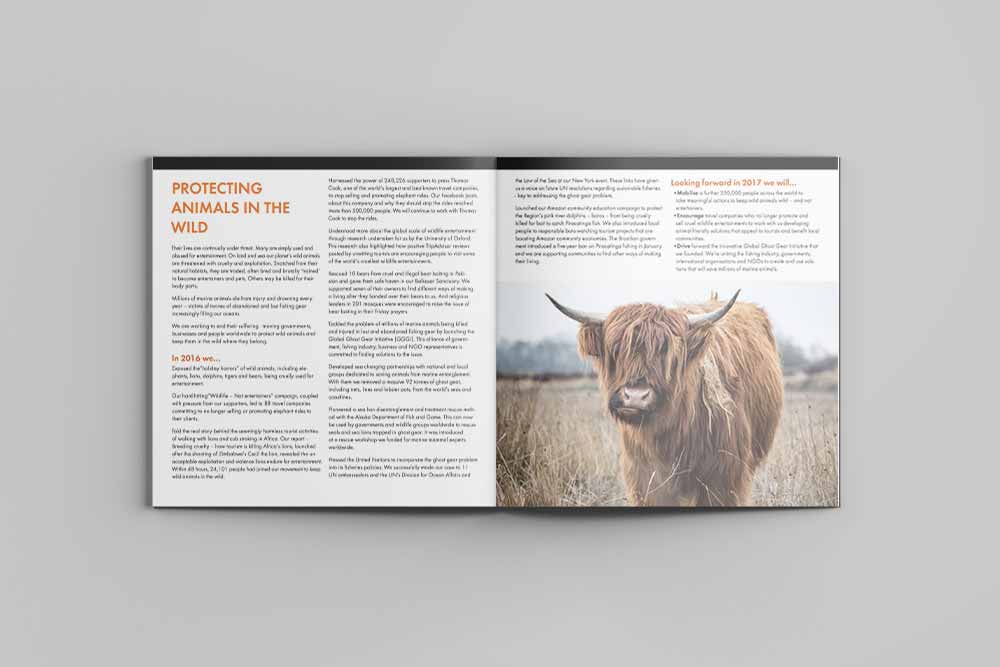 PROTECTING
ANIMALS IN THE
WILD
Their lives are continually under threat. Many are simply used and
abused for entertainment. On land and sea our planet's wild animals
are threatened with cruelty and exploitation. Snatched from their
natural habitats, they are traded, often bred and brutally 'trained'
to become entertainers and pets. Others may be killed for their
body parts.
Millions of marine animals die from injury and drowning every
year – victims of tonnes of abandoned and lost fishing gear
increasingly filling our oceans.
We are working to end their suffering - moving governments,
businesses and people worldwide to protect wild animals and
keep them in the wild where they belong.
In 2016 we...
Exposed the "holiday horrors" of wild animals, including ele-
phants, lions, dolphins, tigers and bears, being cruelly used for
entertainment.
Our hard-hitting "Wildlife – Not entertainers" campaign, coupled
with pressure from our supporters, led to 88 travel companies
committing to no longer selling or promoting elephant rides to
their clients.
Told the real story behind the seemingly harmless tourist activities
of walking with lions and cub stroking in Africa. Our report –
Breeding cruelty – how tourism is killing Africa's lions, launched
after the shooting of Zimbabwe's Cecil the lion, revealed the un-
acceptable exploitation and violence lions endure for entertainment.
Within 48 hours, 24,101 people had joined our movement to keep
wild animals in the wild.
Harnessed the power of 248,226 supporters to press Thomas
Cook, one of the world's largest and best known travel companies,
to stop selling and promoting elephant rides. Our Facebook posts
about this company and why they should stop the rides reached
more than 550,000 people. We will continue to work with Thomas
Cook to stop the rides.
Understood more about the global scale of wildlife entertainment
through research undertaken for us by the University of Oxford.
This research also highlighted how positive TripAdvisor reviews
posted by unwitting tourists are encouraging people to visit some
of the world's cruellest wildlife entertainments.
Rescued 10 bears from cruel and illegal bear baiting in Paki-
stan and gave them safe haven in our Balkasar Sanctuary. We
supported seven of their owners to find different ways of making
a living after they handed over their bears to us. And religious
leaders in 201 mosques were encouraged to raise the issue of
bear baiting in their Friday prayers.
Tackled the problem of millions of marine animals being killed
and injured in lost and abandoned fishing gear by launching the
Global Ghost Gear Initiative (GGGI). This alliance of govern-
ment, fishing industry, business and NGO representatives is
committed to finding solutions to the issue.
Developed sea changing partnerships with national and local
groups dedicated to saving animals from marine entanglement.
With them we removed a massive 92 tonnes of ghost gear,
including nets, lines and lobster pots, from the world's seas and
coastlines.
Pioneered a sea lion disentanglement and treatment rescue meth-
od with the Alaska Department of Fish and Game. This can now
be used by governments and wildlife groups worldwide to rescue
seals and sea lions trapped in ghost gear. It was introduced
at a rescue workshop we funded for marine mammal experts
worldwide.
Pressed the United Nations to incorporate the ghost gear problem
into its fisheries policies. We successfully made our case to 11
UN ambassadors and the UN's Division for Ocean Affairs and
the Law of the Sea at our New York event. These links have given
us a voice on future UN resolutions regarding sustainable fisheries
- key to addressing the ghost gear problem.
Launched our Amazon community education campaign to protect
the Region's pink river dolphins – botos – from being cruelly
killed for bait to catch Piracatinga fish. We also introduced local
people to responsible boto-watching tourism projects that are
boosting Amazon community economies. The Brazilian govern-
ment introduced a five-year ban on Piracatinga fishing in January
and we are supporting communities to find other ways of making
their living.
Looking forward in 2017 we will...
• Mobilise a further 250,000 people across the world to
take meaningful actions to keep animals wild – and not
entertainers.
• Encourage travel companies who no longer promote and
sell cruel wildlife entertainments to work with us developing
animal friendly solutions that appeal to tourists and benefit local
communities.
• Drive forward the innovative Global Ghost Gear Initiative that
we founded. We're uniting the fishing industry, governments,
international organisations and NGOs to create and use solu-
tions that will save millions of marine animals.